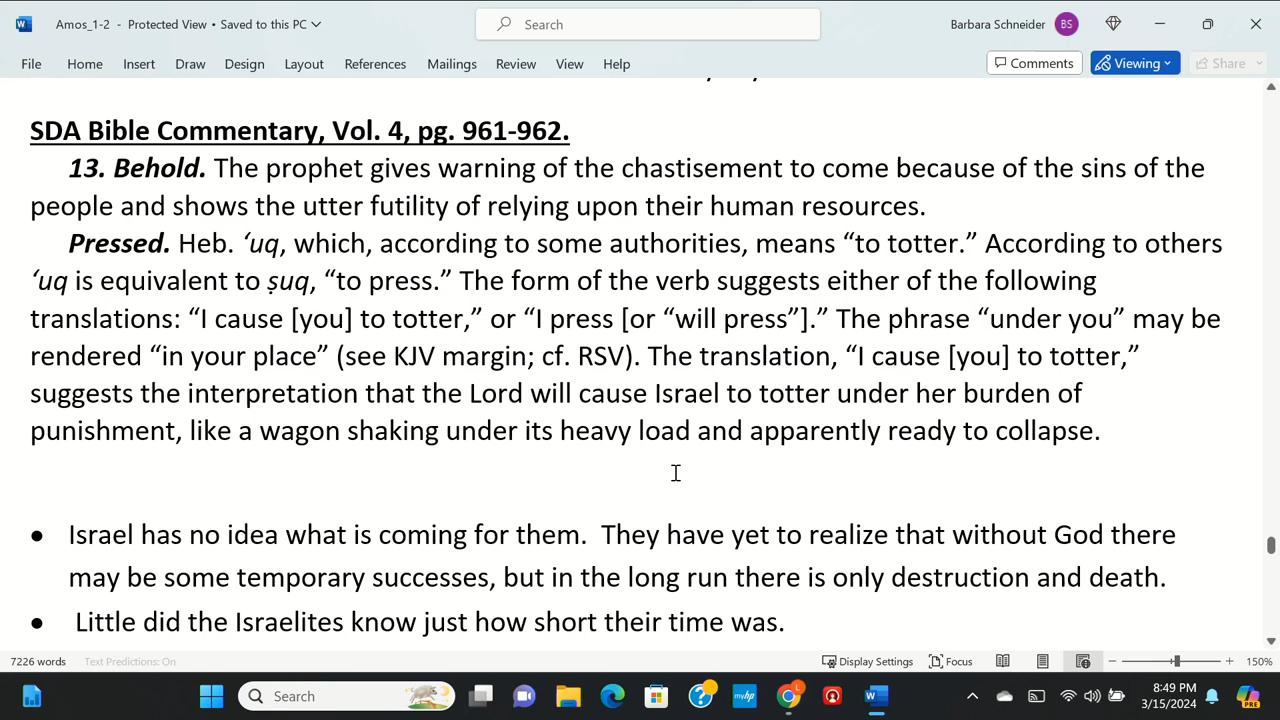 Amos_1-2 - Protected View • Saved to this PC
Search
Barbara Schneider
BS
File Home Insert Draw Design Layout References Mailings Review View Help
Comments
Viewing
Share
SDA Bible Commentary, Vol. 4, pg. 961-962.
13. Behold. The prophet gives warning of the chastisement to come because of the sins of the
people and shows the utter futility of relying upon their human resources.
Pressed. Heb. ‘uq, which, according to some authorities, means “to totter.” According to others
‘uq is equivalent to ṣuq, “to press.” The form of the verb suggests either of the following
translations: “I cause [you] to totter,” or “I press [or “will press”].” The phrase “under you” may be
rendered “in your place” (see KJV margin; cf. RSV). The translation, “I cause [you] to totter,”
suggests the interpretation that the Lord will cause Israel to totter under her burden of
punishment, like a wagon shaking under its heavy load and apparently ready to collapse.
• Israel has no idea what is coming for them. They have yet to realize that without God there
may be some temporary successes, but in the long run there is only destruction and death.
• Little did the Israelites know just how short their time was.
7226 words
Text Predictions: On
Display Settings
Focus
150%
Search
8:49 PM
3/15/2024